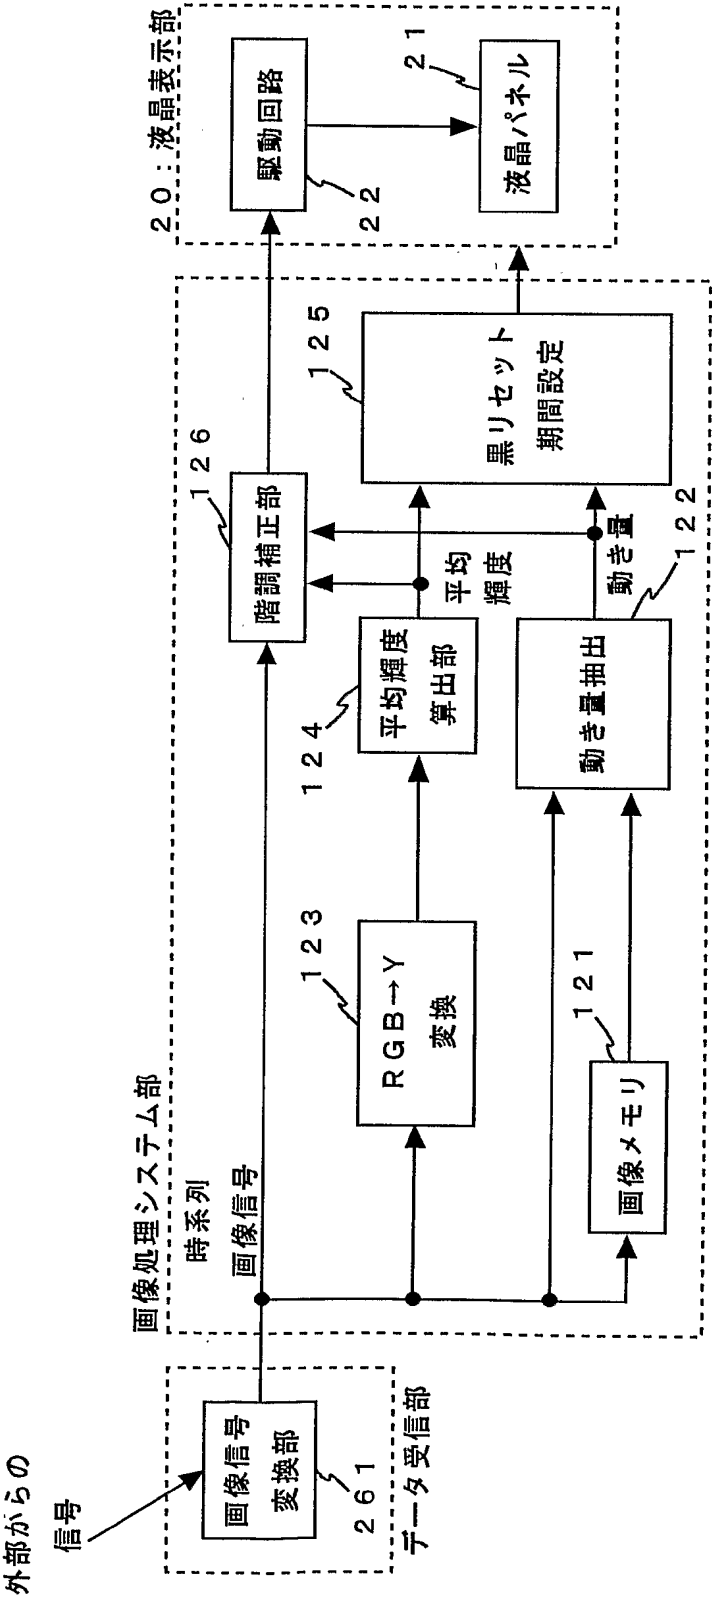 外部からの
信号
画像信号
変換部
２６１
データ受信部
画像処理システム部
時系列
画像信号
ＲＧＢ→Ｙ
変換
１２３
画像メモリ
１２１
平均輝度
算出部
１２４
動き量抽出
１２２
平均
輝度
動き量
階調補正部
１２６
黒リセット
期間設定
１２５
２０：液晶表示部
駆動回路
２２
液晶パネル
２１